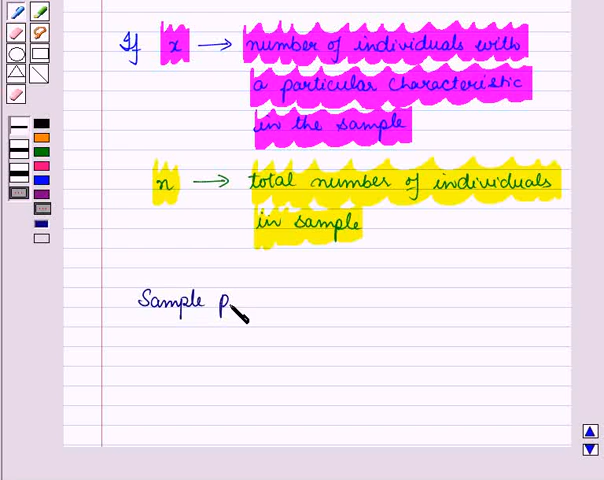 If x → number of individuals with
a particular characteristic
in the sample
n → total number of individuals
in sample
Sample p